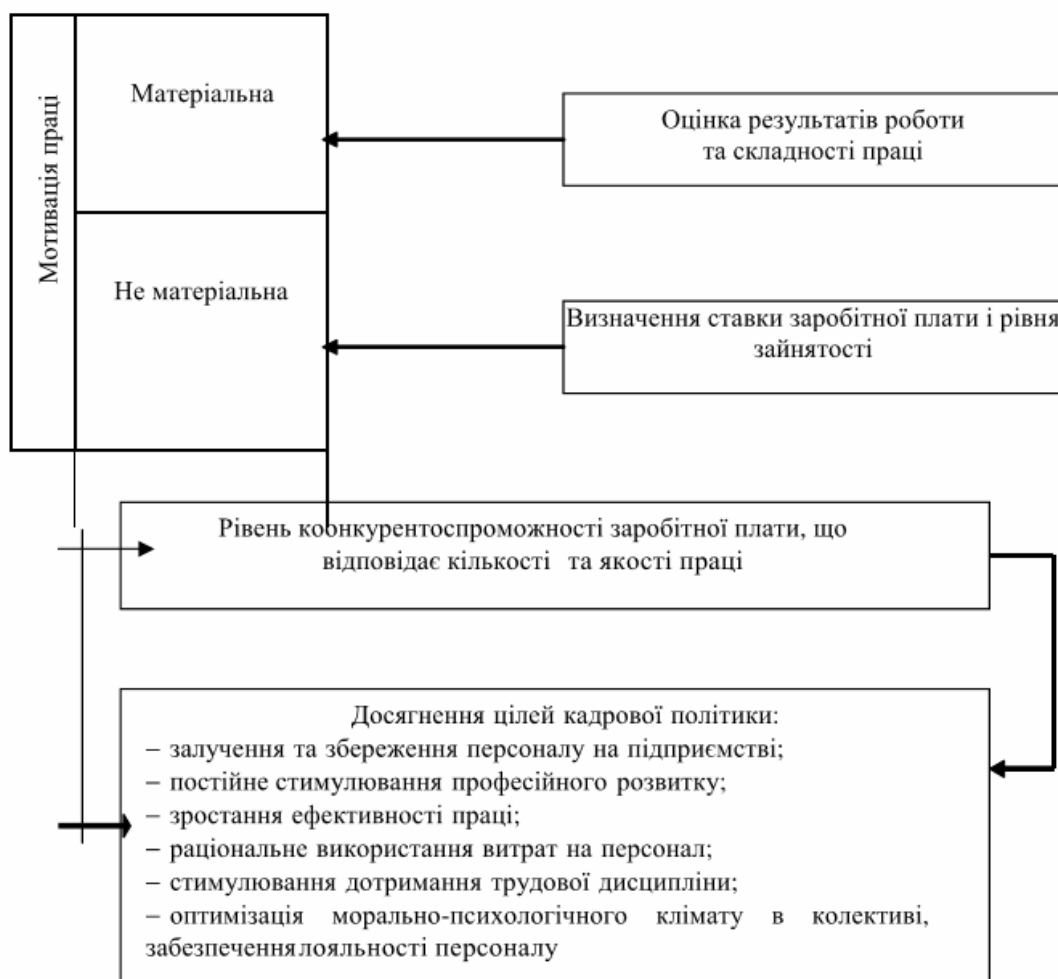 Мотивація праці
Матеріальна
Не матеріальна
Оцінка результатів роботи
та складності праці
Визначення ставки заробітної плати і рівня
зайнятості
Рівень коонкурентоспроможності заробітної плати, що
відповідає кількості та якості праці
Досягнення цілей кадрової політики:
– залучення та збереження персоналу на підприємстві;
– постійне стимулювання професійного розвитку;
– зростання ефективності праці;
– раціональне використання витрат на персонал;
– стимулювання дотримання трудової дисципліни;
– оптимізація морально-психологічного клімату в колективі,
забезпечення лояльності персоналу